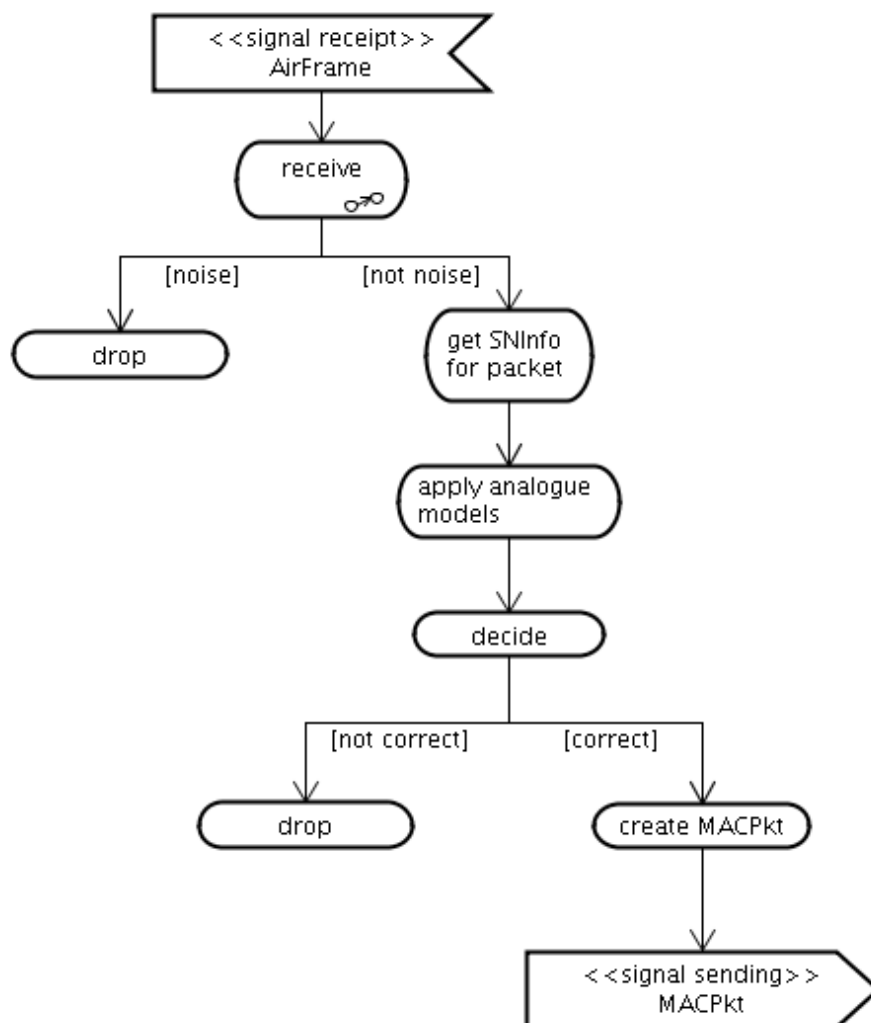 <<signal receipt>>
AirFrame
receive
[noise]
[not noise]
drop
get SNInfo
for packet
apply analogue
models
decide
[not correct]
[correct]
drop
create MACPkt
<<signal sending>>
MACPkt